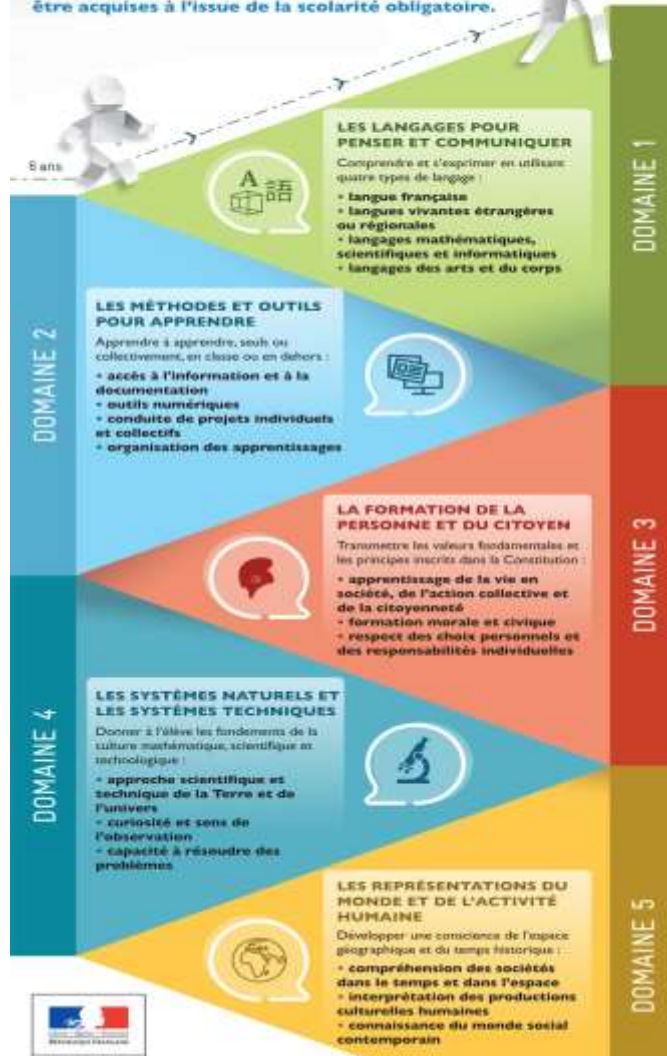 être acquises à l'issue de la scolarité obligatoire.
6 ans
DOMAINE 1
LES LANGAGES POUR
PENSER ET COMMUNIQUER
Comprendre et s'exprimer en utilisant
quatre types de langage :
• langue française
• langues vivantes étrangères
ou régionales
• langages mathématiques,
scientifiques et informatiques
• langages des arts et du corps
A
語
DOMAINE 2
LES MÉTHODES ET OUTILS
POUR APPRENDRE
Apprendre à apprendre, seuls ou
collectivement, en classe ou en dehors :
• accès à l'information et à la
documentation
• outils numériques
• conduite de projets individuels
et collectifs
• organisation des apprentissages
DOMAINE 3
LA FORMATION DE LA
PERSONNE ET DU CITOYEN
Transmettre les valeurs fondamentales et
les principes inscrits dans la Constitution :
• apprentissage de la vie en
société, de l'action collective et
de la citoyenneté
• formation morale et civique
• respect des choix personnels et
des responsabilités individuelles
DOMAINE 4
LES SYSTÈMES NATURELS ET
LES SYSTÈMES TECHNIQUES
Donner à l'élève les fondements de la
culture mathématique, scientifique et
technologique :
• approche scientifique et
technique de la Terre et de
l'univers
• curiosité et sens de
l'observation
• capacité à résoudre des
problèmes
DOMAINE 5
LES REPRÉSENTATIONS DU
MONDE ET DE L'ACTIVITÉ
HUMAINE
Développer une conscience de l'espace
géographique et du temps historique :
• compréhension des sociétés
dans le temps et dans l'espace
• interprétation des productions
culturelles humaines
• connaissance du monde social
contemporain
RÉPUBLIQUE FRANÇAISE